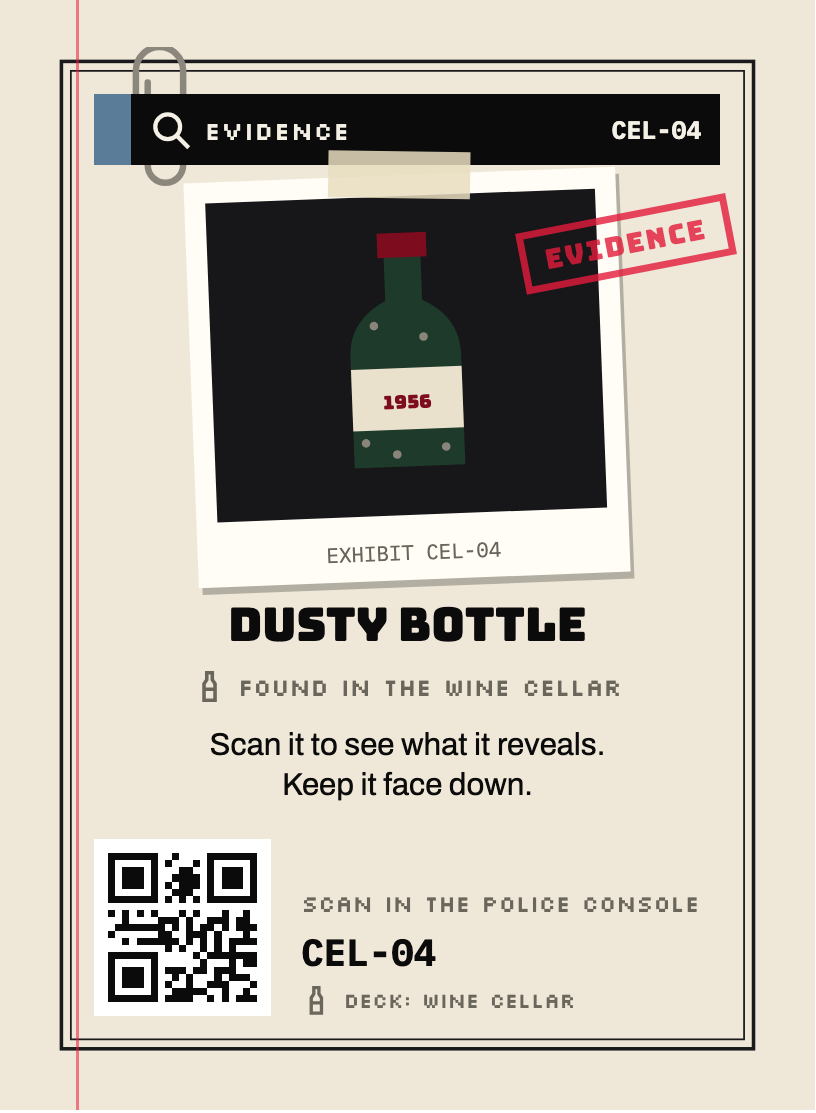 EVIDENCE
CEL-04
EVIDENCE
1956
EXHIBIT CEL-04
DUSTY BOTTLE
FOUND IN THE WINE CELLAR
Scan it to see what it reveals.
Keep it face down.
SCAN IN THE POLICE CONSOLE
CEL-04
DECK: WINE CELLAR